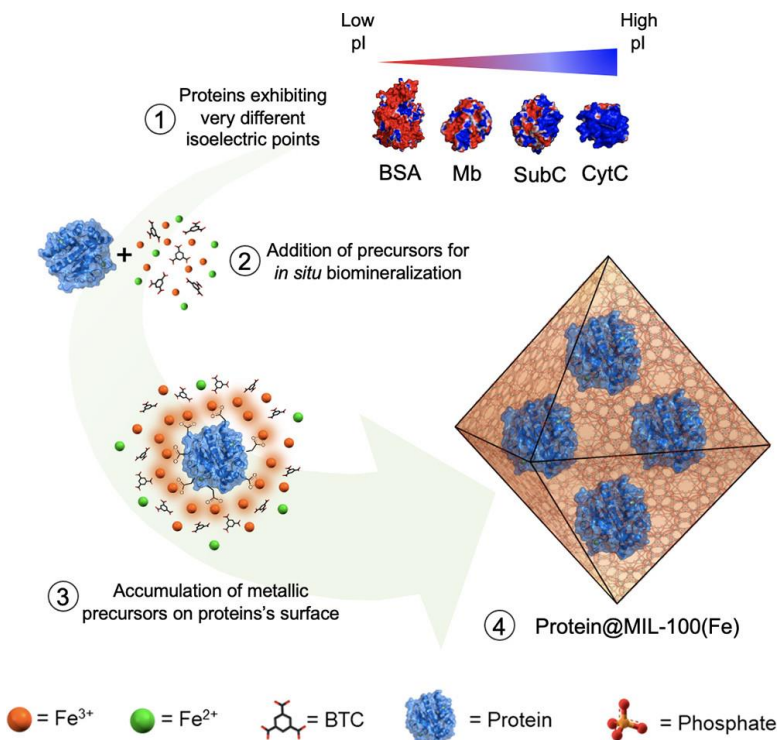 Low
pI
High
pI
1
Proteins exhibiting
very different
isoelectric points
BSA
Mb
SubC
CytC
+
2
Addition of precursors for
in situ biomineralization
3
Accumulation of metallic
precursors on proteins's surface
4
Protein@MIL-100(Fe)
= Fe³⁺
= Fe²⁺
= BTC
= Protein
= Phosphate